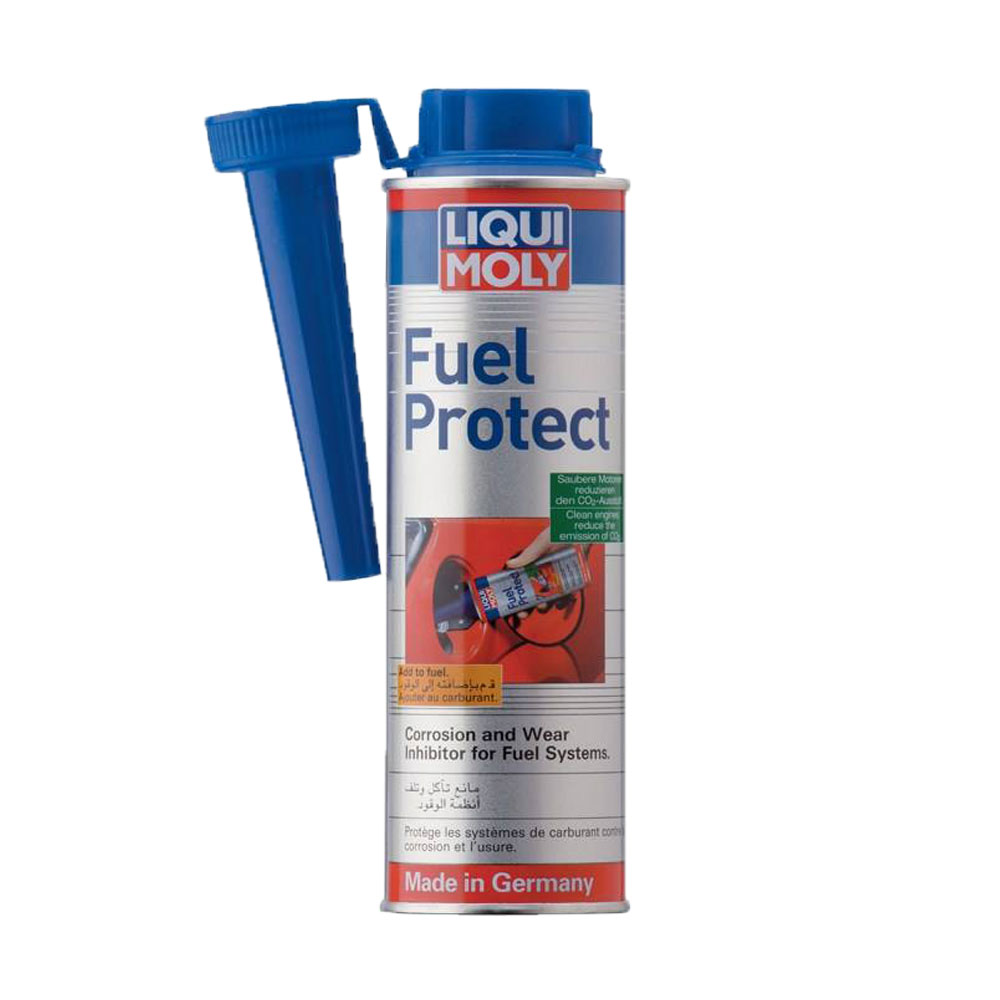 LIQUI
MOLY
Fuel
Protect
Saubere Motoren
reduzieren
den CO₂-Ausstoß
Clean engines
reduce the
emission of CO₂
LIQUI
MOLY
Fuel
Protect
Add to fuel.
قم بإضافته إلى الوقود.
Ajouter au carburant.
Corrosion and Wear
Inhibitor for Fuel Systems.
مانع تآكل وتلف
أنظمة الوقود.
Protège les systèmes de carburant contre
corrosion et l'usure.
Made in Germany